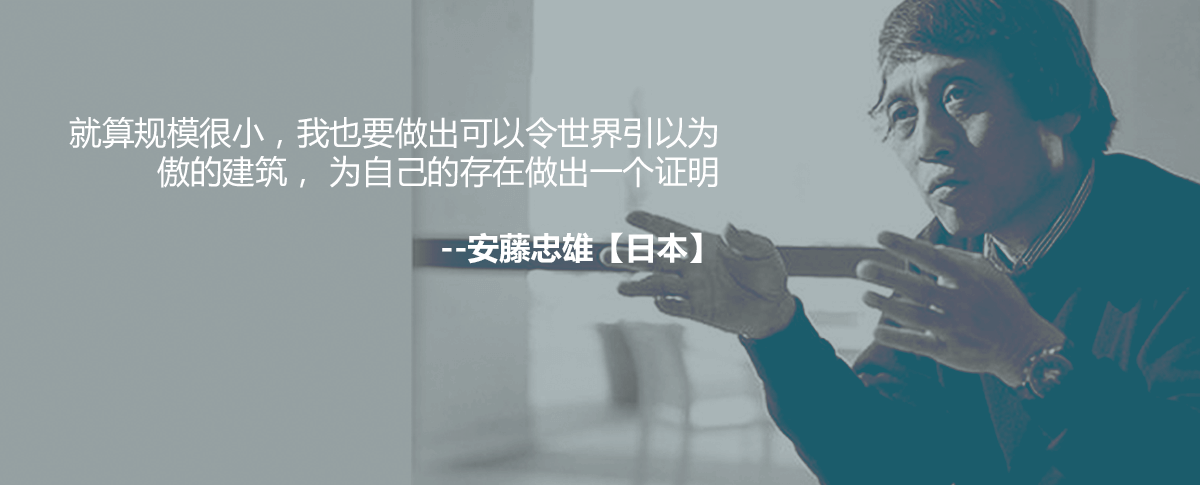 就算规模很小，我也要做出可以令世界引以为
傲的建筑， 为自己的存在做出一个证明
--安藤忠雄【日本】